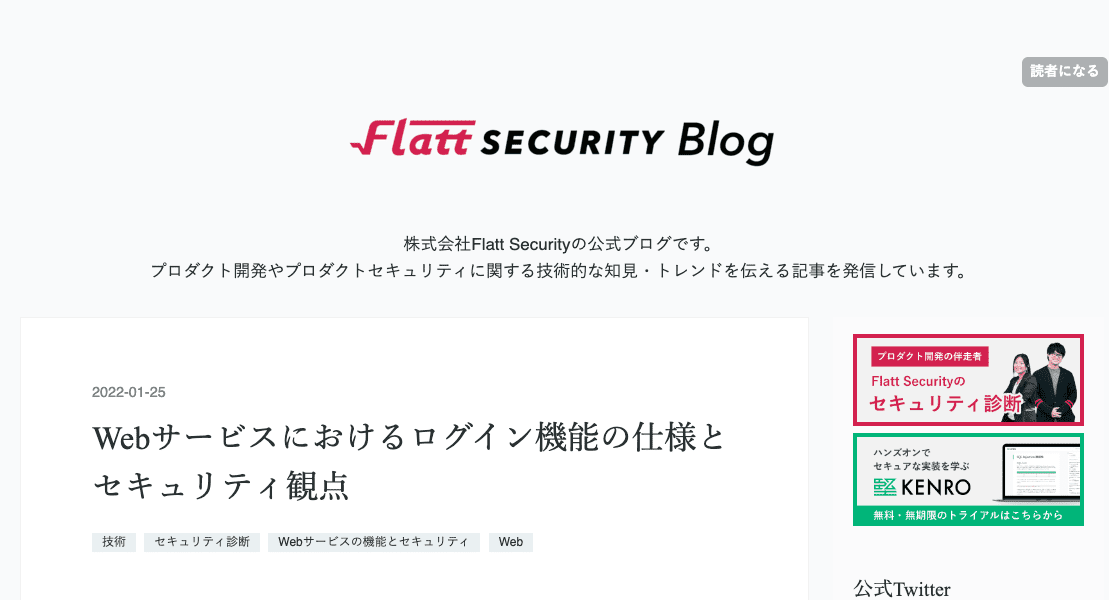 読者になる
Flatt SECURITY Blog
株式会社Flatt Securityの公式ブログです。
プロダクト開発やプロダクトセキュリティに関する技術的な知見・トレンドを伝える記事を発信しています。
2022-01-25
Webサービスにおけるログイン機能の仕様と
セキュリティ観点
技術 セキュリティ診断 Webサービスの機能とセキュリティ Web
プロダクト開発の伴走者
Flatt Securityの
セキュリティ診断
ハンズオンで
セキュアな実装を学ぶ
堅 KENRO
無料・無期限のトライアルはこちらから
公式Twitter